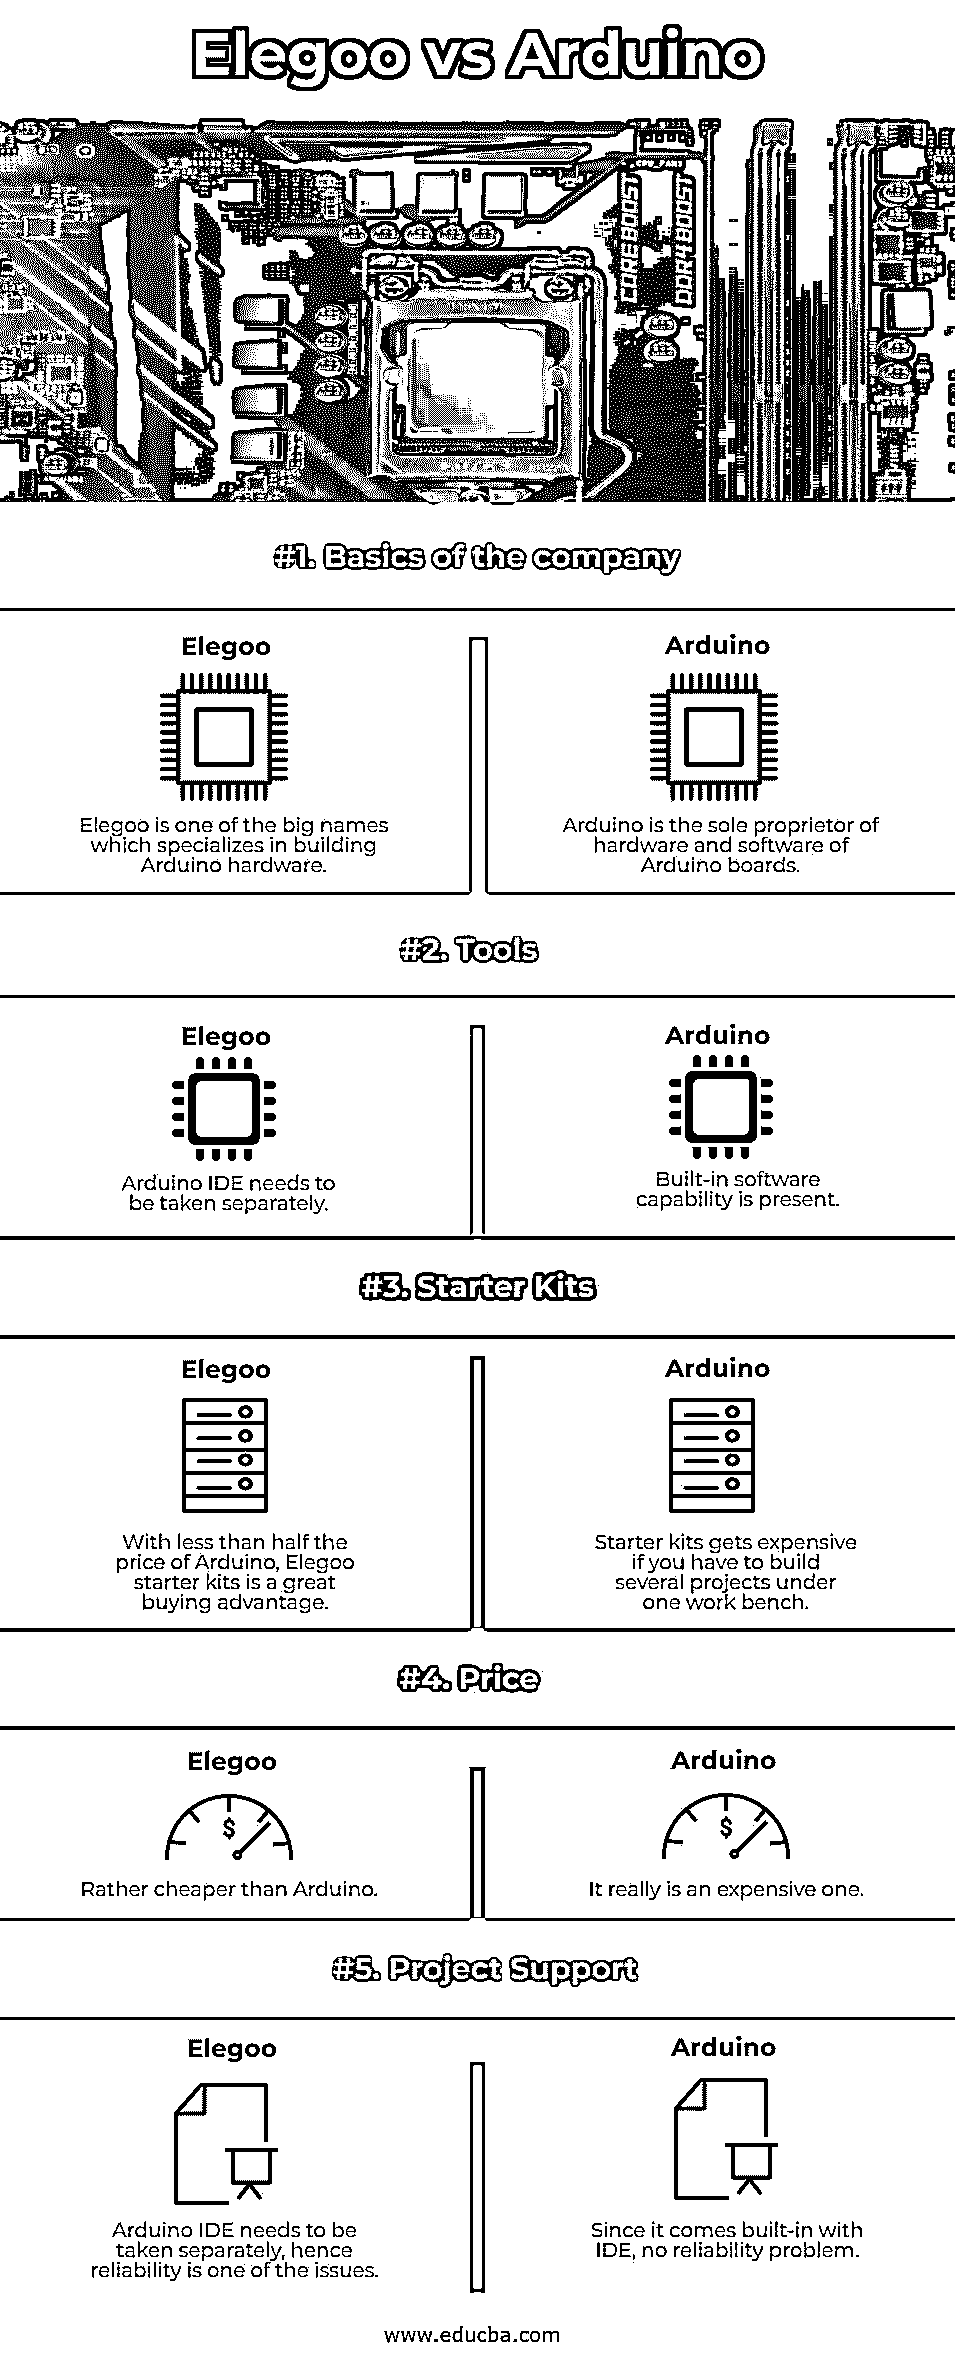 Elegoo vs Arduino
COREBOOST
DDR4BOOST
#1. Basics of the company
Elegoo
Arduino
Elegoo is one of the big names
which specializes in building
Arduino hardware.
Arduino is the sole proprietor of
hardware and software of
Arduino boards.
#2. Tools
Elegoo
Arduino
Arduino IDE needs to
be taken separately.
Built-in software
capability is present.
#3. Starter Kits
Elegoo
Arduino
With less than half the
price of Arduino, Elegoo
starter kits is a great
buying advantage.
Starter kits gets expensive
if you have to build
several projects under
one work bench.
#4. Price
Elegoo
Arduino
$
$
Rather cheaper than Arduino.
It really is an expensive one.
#5. Project Support
Elegoo
Arduino
Arduino IDE needs to be
taken separately, hence
reliability is one of the issues.
Since it comes built-in with
IDE, no reliability problem.
www.educba.com